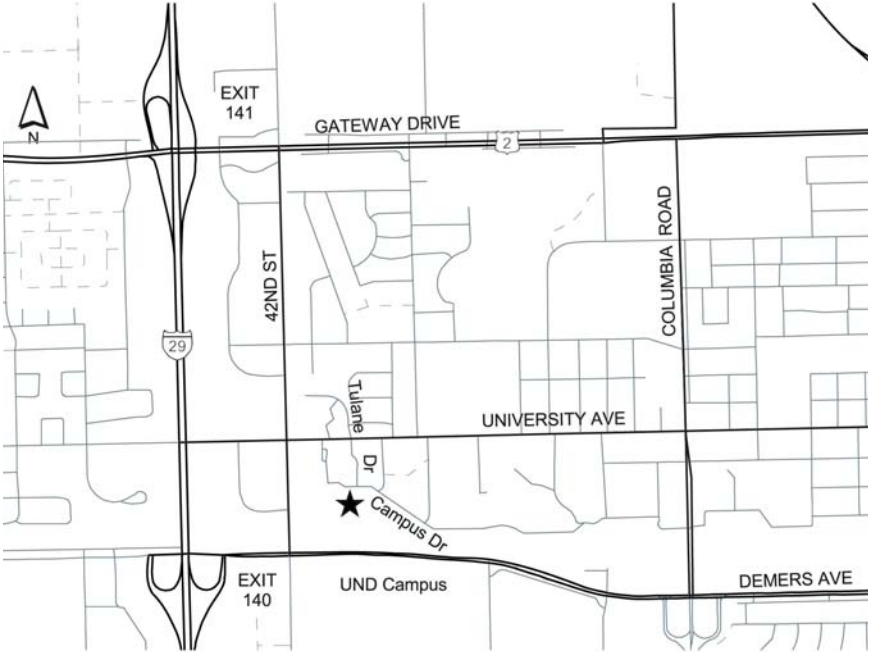 EXIT
141
N
GATEWAY DRIVE
2
COLUMBIA ROAD
42ND ST
29
Tulane Dr
UNIVERSITY AVE
Campus Dr
EXIT
140
UND Campus
DEMERS AVE